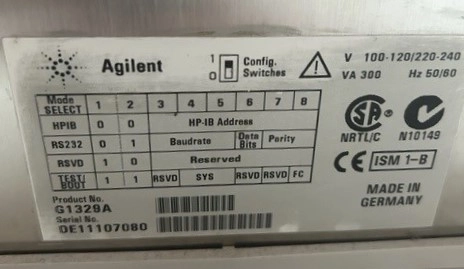 Agilent
1
0
Config.
Switches
V 100-120/220-240
VA 300 Hz 50/60
Mode
SELECT 1 2 3 4 5 6 7 8
HPIB 0 0 HP-IB Address
RS232 0 1 Baudrate Data Bits Parity
RSVD 1 0 Reserved
TEST/
BOOT 1 1 RSVD SYS RSVD RSVD FC
SA
NRTL/C
N10149
CE ISM 1-B
Product No.
G1329A
Serial No.
DE11107080
MADE IN
GERMANY